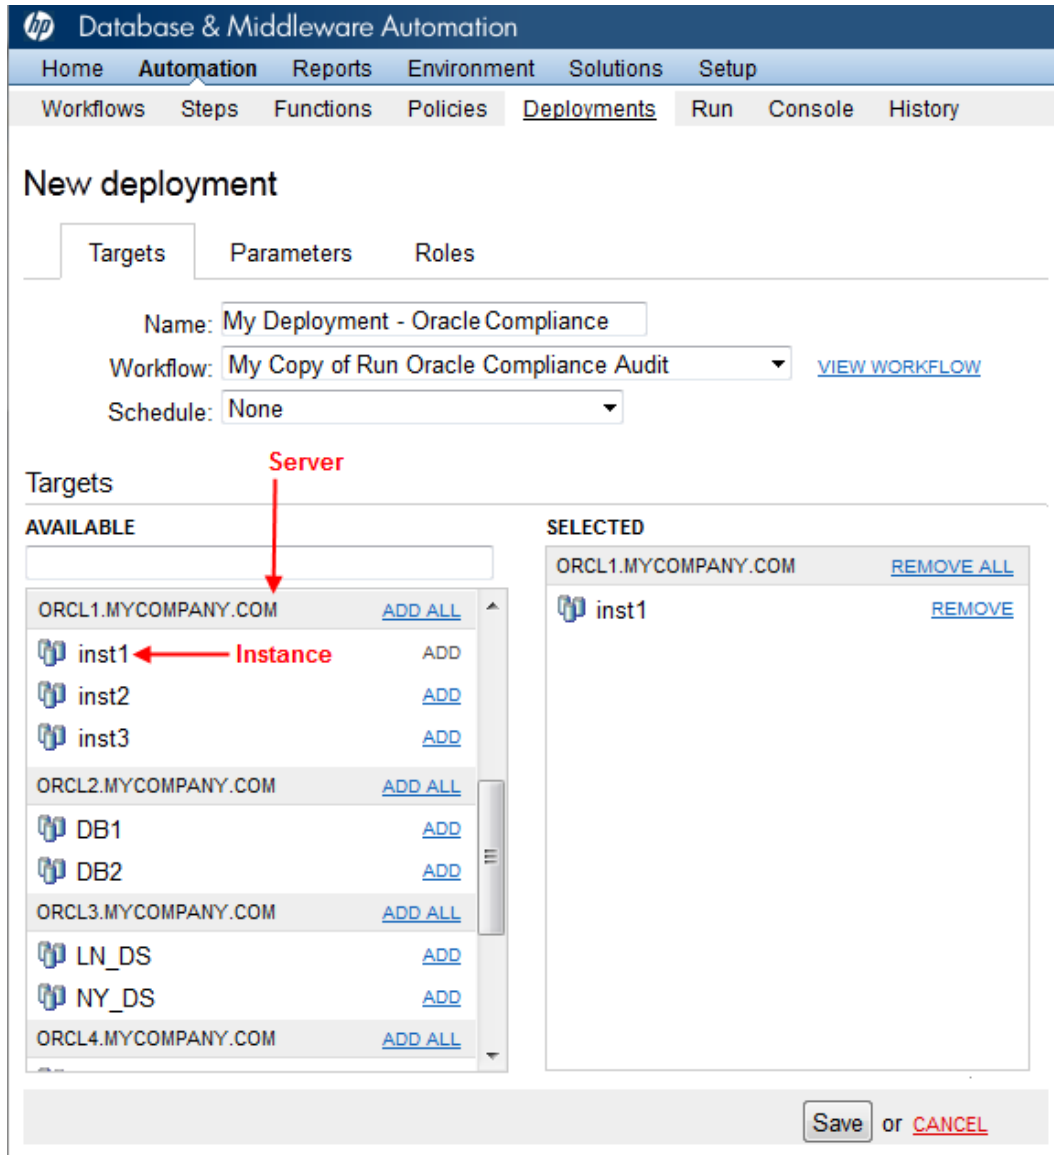 hp Database & Middleware Automation
Home Automation Reports Environment Solutions Setup
Workflows Steps Functions Policies Deployments Run Console History
New deployment
Targets Parameters Roles
Name: My Deployment - Oracle Compliance
Workflow: My Copy of Run Oracle Compliance Audit VIEW WORKFLOW
Schedule: None
Server
Targets
AVAILABLE
ORCL1.MYCOMPANY.COM ADD ALL
inst1 Instance ADD
inst2 ADD
inst3 ADD
ORCL2.MYCOMPANY.COM ADD ALL
DB1 ADD
DB2 ADD
ORCL3.MYCOMPANY.COM ADD ALL
LN_DS ADD
NY_DS ADD
ORCL4.MYCOMPANY.COM ADD ALL
SELECTED
ORCL1.MYCOMPANY.COM REMOVE ALL
inst1 REMOVE
Save or CANCEL